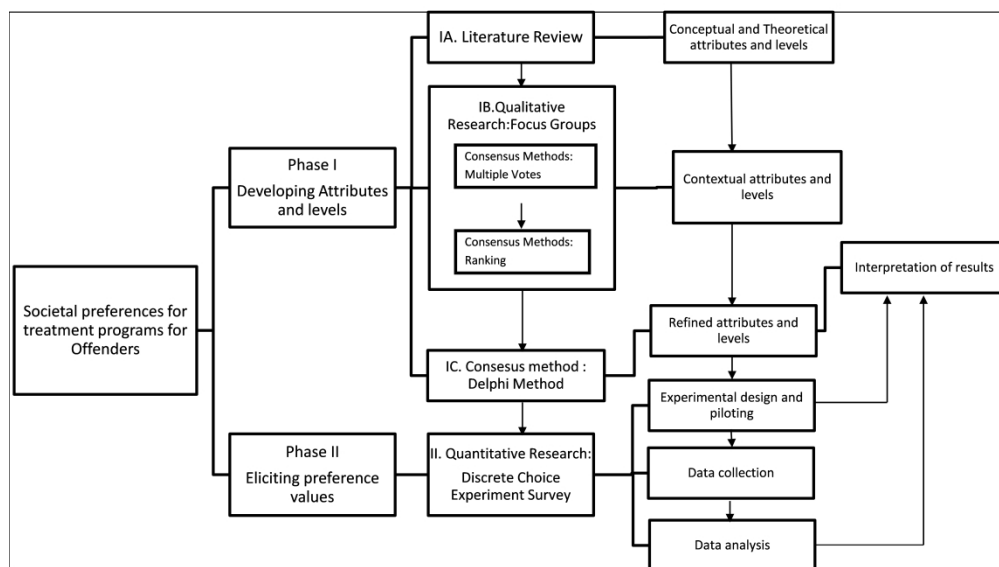 IA. Literature Review
Conceptual and Theoretical
attributes and levels
IB.Qualitative
Research:Focus Groups
Consensus Methods:
Multiple Votes
Consensus Methods:
Ranking
Phase I
Developing Attributes
and levels
Contextual attributes and
levels
Interpretation of results
Societal preferences for
treatment programs for
Offenders
Refined attributes and
levels
IC. Consesus method :
Delphi Method
Experimental design and
piloting
Phase II
Eliciting preference
values
II. Quantitative Research:
Discrete Choice
Experiment Survey
Data collection
Data analysis